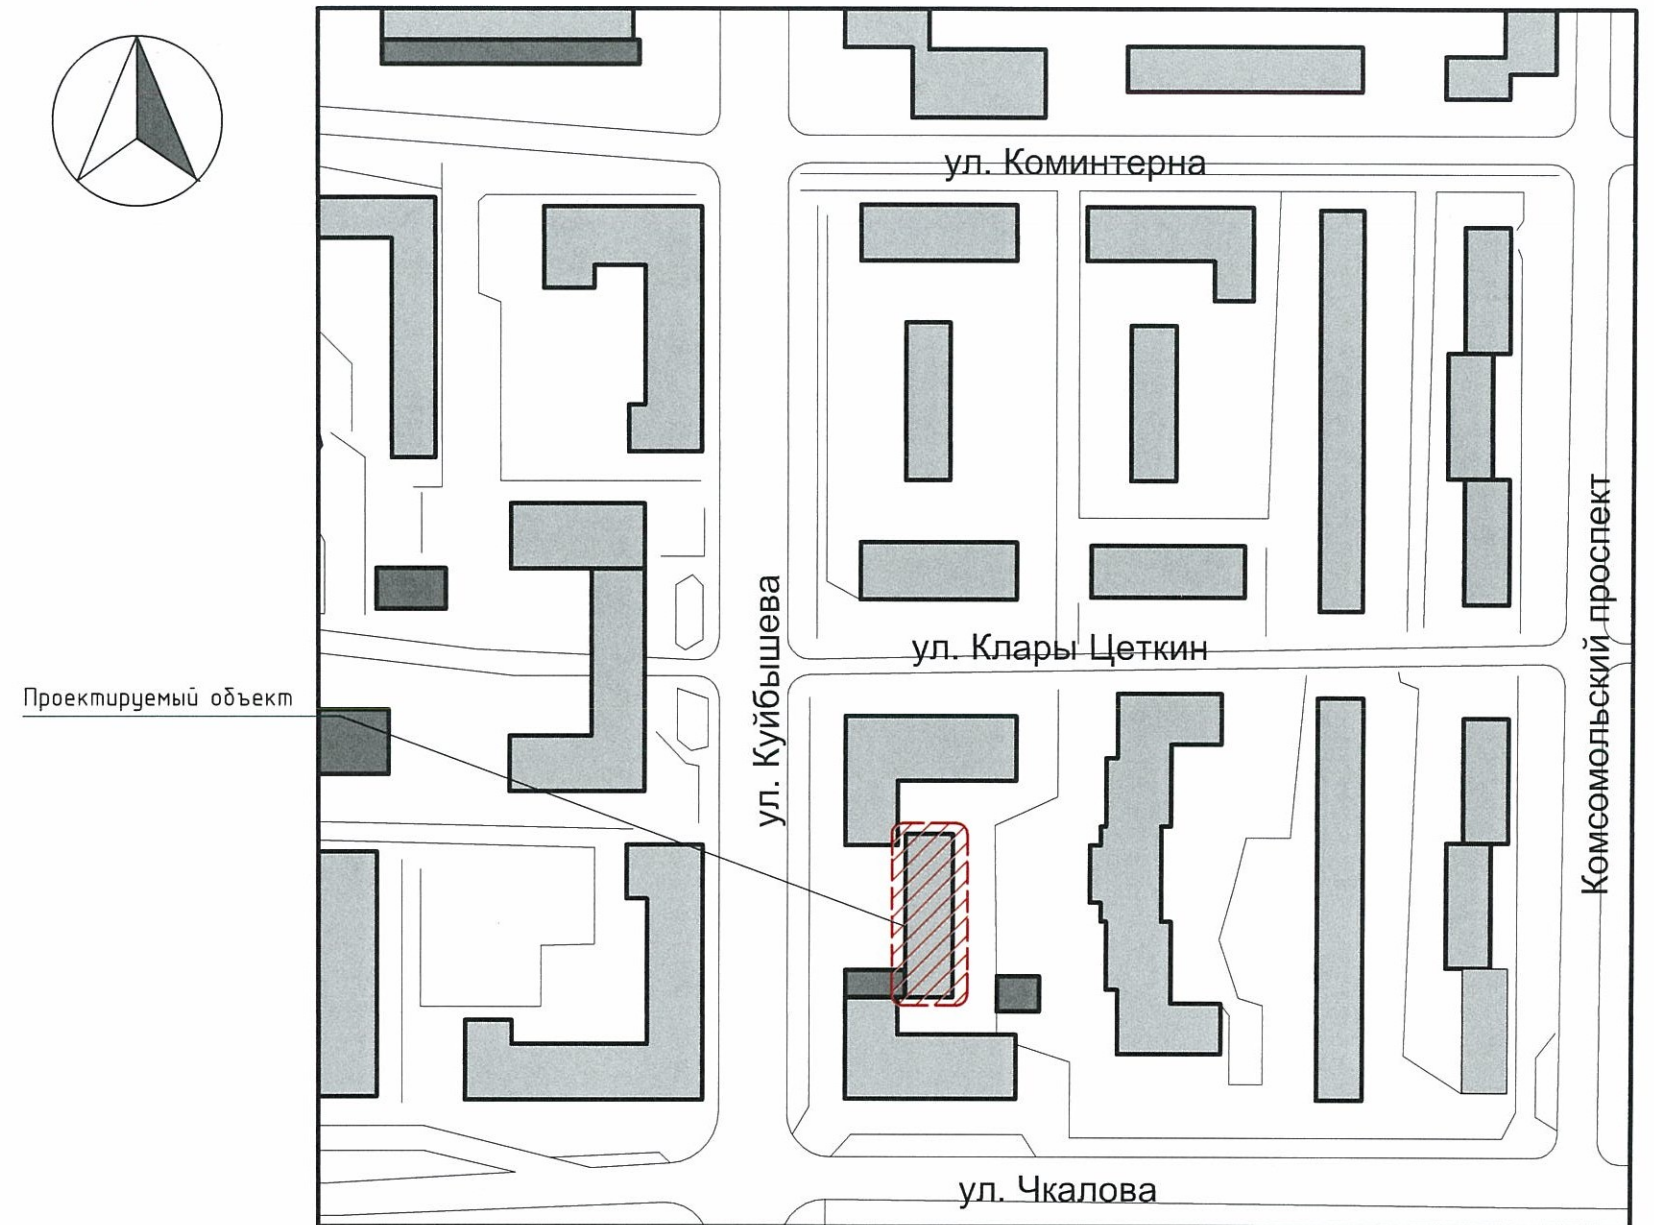 ул. Коминтерна
Комсомольский проспект
ул. Куйбышева
ул. Клары Цеткин
Проектируемый объект
ул. Чкалова